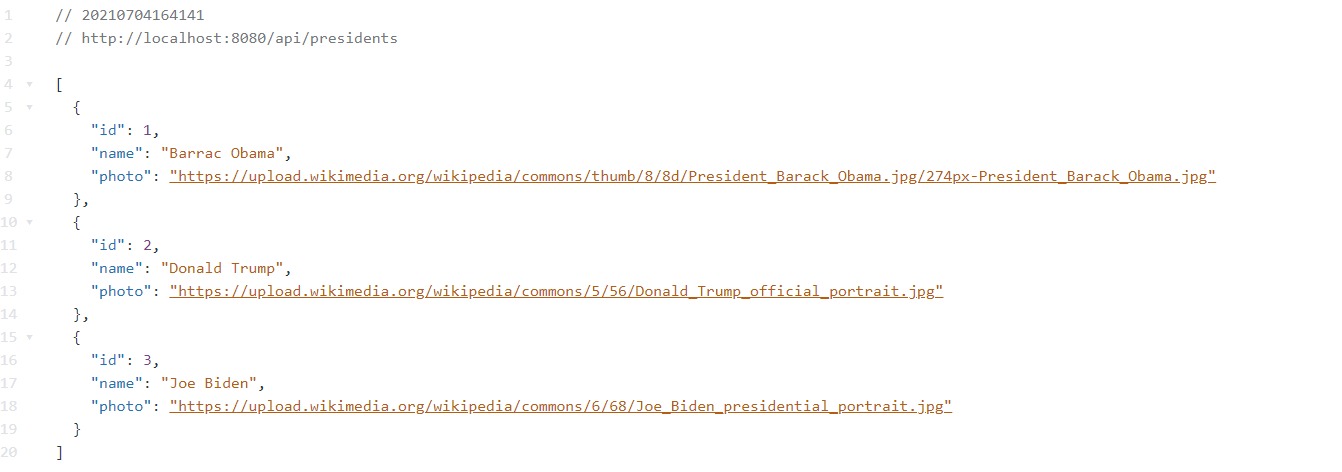 1 // 20210704164141
2 // http://localhost:8080/api/presidents
3
4 [
5 {
6 "id": 1,
7 "name": "Barrac Obama",
8 "photo": "https://upload.wikimedia.org/wikipedia/commons/thumb/8/8d/President_Barack_Obama.jpg/274px-President_Barack_Obama.jpg"
9 },
10 {
11 "id": 2,
12 "name": "Donald Trump",
13 "photo": "https://upload.wikimedia.org/wikipedia/commons/5/56/Donald_Trump_official_portrait.jpg"
14 },
15 {
16 "id": 3,
17 "name": "Joe Biden",
18 "photo": "https://upload.wikimedia.org/wikipedia/commons/6/68/Joe_Biden_presidential_portrait.jpg"
19 }
20 ]